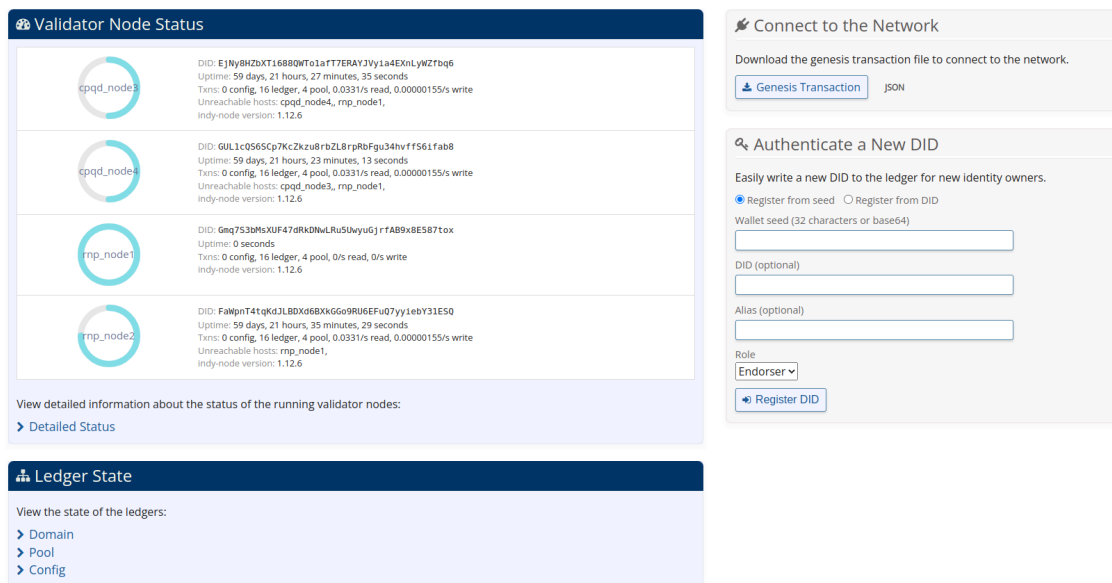 Validator Node Status
cpqd_node3
DID: EjNy8HZbXTi688QWTo1afT7ERAYJVyia4EXnLyWZfbq6
Uptime: 59 days, 21 hours, 27 minutes, 35 seconds
Txns: 0 config, 16 ledger, 4 pool, 0.0331/s read, 0.00000155/s write
Unreachable hosts: cpqd_node4,, rnp_node1,
indy-node version: 1.12.6
cpqd_node4
DID: GUL1cQS6SCp7KcZkzu8rbZL8rpRbFgu34hvffS6ifab8
Uptime: 59 days, 21 hours, 23 minutes, 13 seconds
Txns: 0 config, 16 ledger, 4 pool, 0.0331/s read, 0.00000155/s write
Unreachable hosts: cpqd_node3,, rnp_node1,
indy-node version: 1.12.6
rnp_node1
DID: Gmq7S3bMsXUF47dRkDNwLRu5UwyuGjrfAB9x8E587tox
Uptime: 0 seconds
Txns: 0 config, 16 ledger, 4 pool, 0/s read, 0/s write
indy-node version: 1.12.6
rnp_node2
DID: FaWpnT4tqKdJLBDXd6BXkGGo9RU6EFuQ7yyiebY31ESQ
Uptime: 59 days, 21 hours, 35 minutes, 29 seconds
Txns: 0 config, 16 ledger, 4 pool, 0.0331/s read, 0.00000155/s write
Unreachable hosts: rnp_node1,
indy-node version: 1.12.6
View detailed information about the status of the running validator nodes:
Detailed Status
Ledger State
View the state of the ledgers:
Domain
Pool
Config
Connect to the Network
Download the genesis transaction file to connect to the network.
Genesis Transaction JSON
Authenticate a New DID
Easily write a new DID to the ledger for new identity owners.
Register from seed Register from DID
Wallet seed (32 characters or base64)
DID (optional)
Alias (optional)
Role
Endorser
Register DID